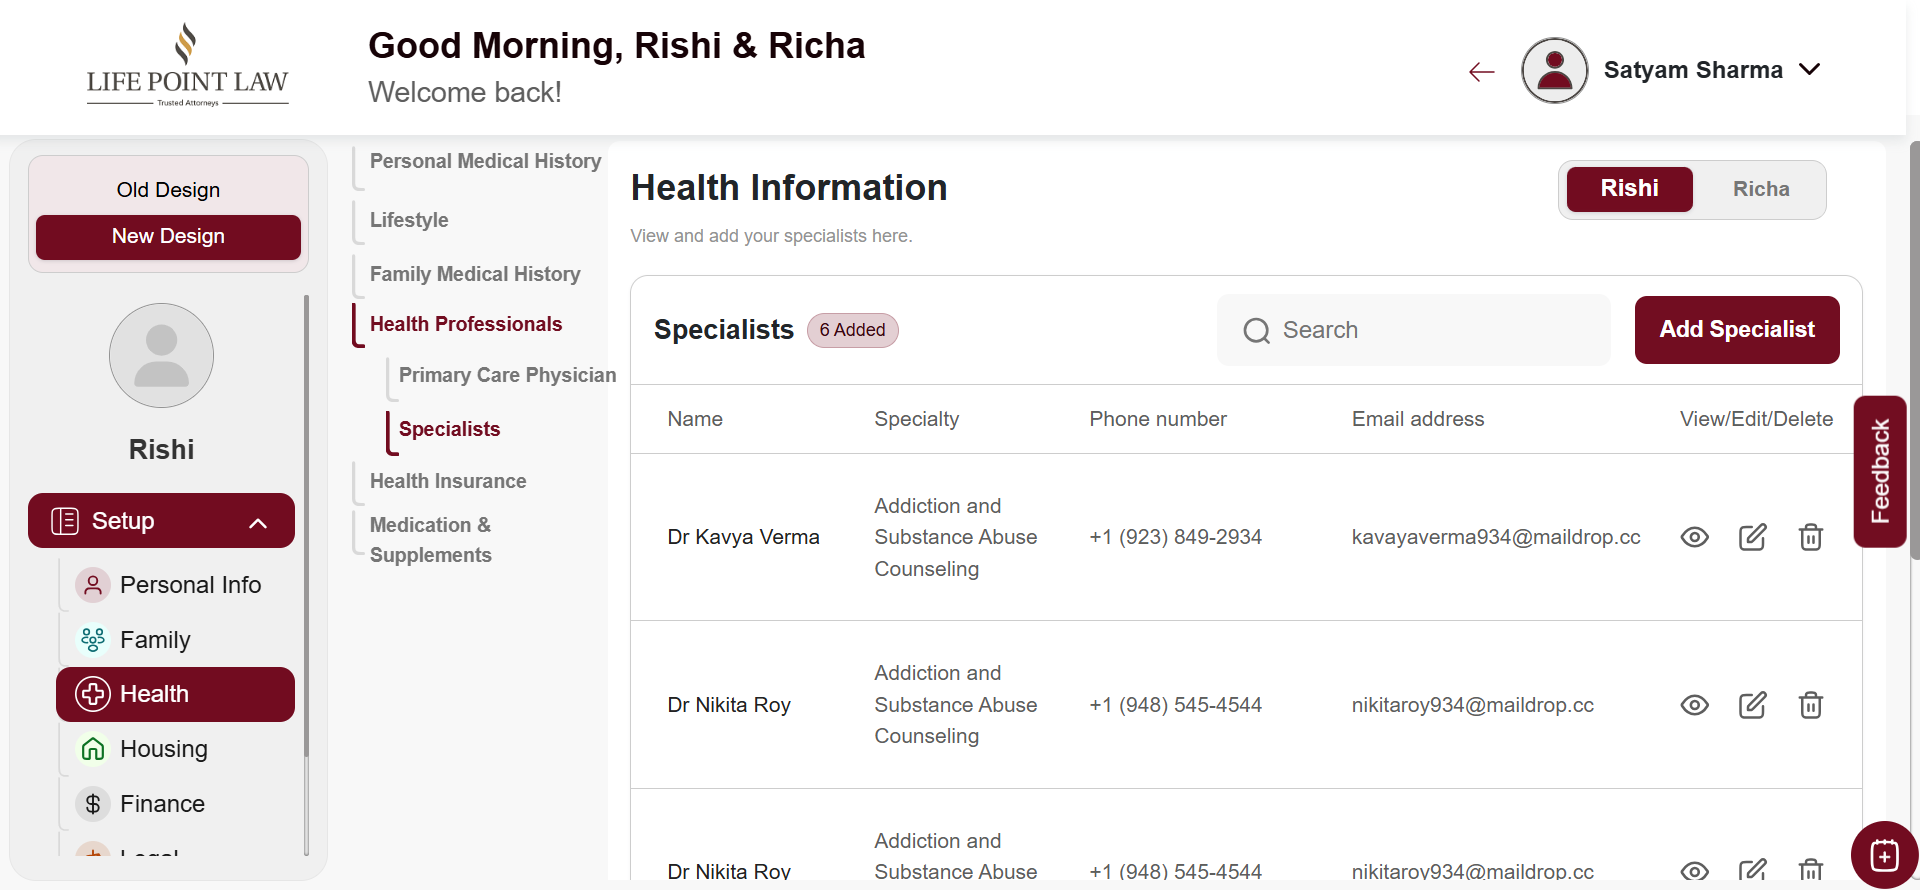 LIFE POINT LAW
Trusted Attorneys
Good Morning, Rishi & Richa
Welcome back!
Satyam Sharma
Old Design
New Design
Rishi
Setup
Personal Info
Family
Health
Housing
Finance
Legal
Personal Medical History
Lifestyle
Family Medical History
Health Professionals
Primary Care Physician
Specialists
Health Insurance
Medication &
Supplements
Health Information
View and add your specialists here.
Rishi
Richa
Specialists
6 Added
Search
Add Specialist
Name Specialty Phone number Email address View/Edit/Delete
Addiction and
Dr Kavya Verma Substance Abuse +1 (923) 849-2934 kavayaverma934@maildrop.cc
Counseling
Addiction and
Dr Nikita Roy Substance Abuse +1 (948) 545-4544 nikitaroy934@maildrop.cc
Counseling
Addiction and
Dr Nikita Roy Substance Abuse +1 (948) 545-4544 nikitaroy934@maildrop.cc
Feedback